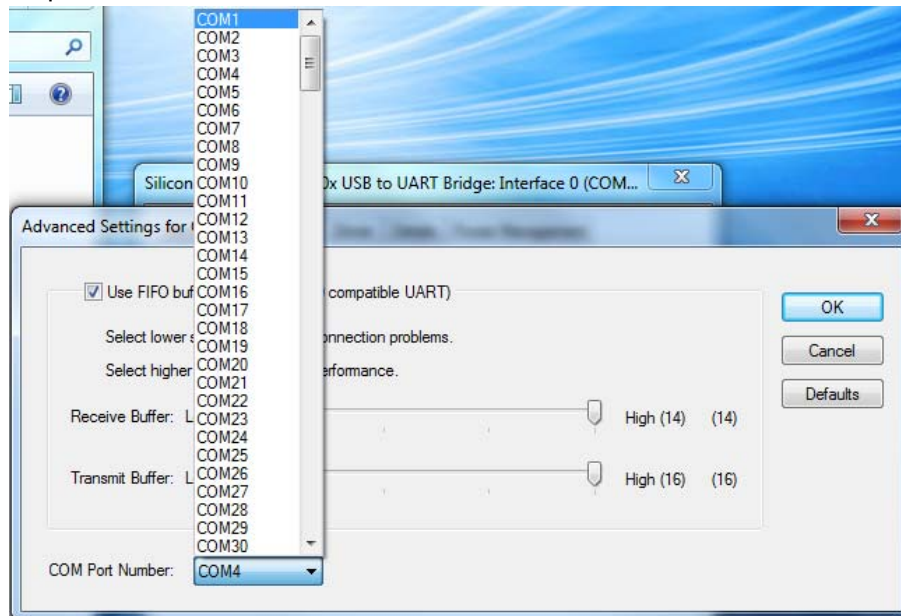 COM1
COM2
COM3
COM4
COM5
COM6
COM7
COM8
COM9
COM10
COM11
COM12
COM13
COM14
COM15
COM16
COM17
COM18
COM19
COM20
COM21
COM22
COM23
COM24
COM25
COM26
COM27
COM28
COM29
COM30
Silicon 0x USB to UART Bridge: Interface 0 (COM...
Advanced Settings for
Use FIFO buf compatible UART)
Select lower s onnection problems.
Select higher erformance.
Receive Buffer: L High (14) (14)
Transmit Buffer: L High (16) (16)
COM Port Number: COM4
OK
Cancel
Defaults